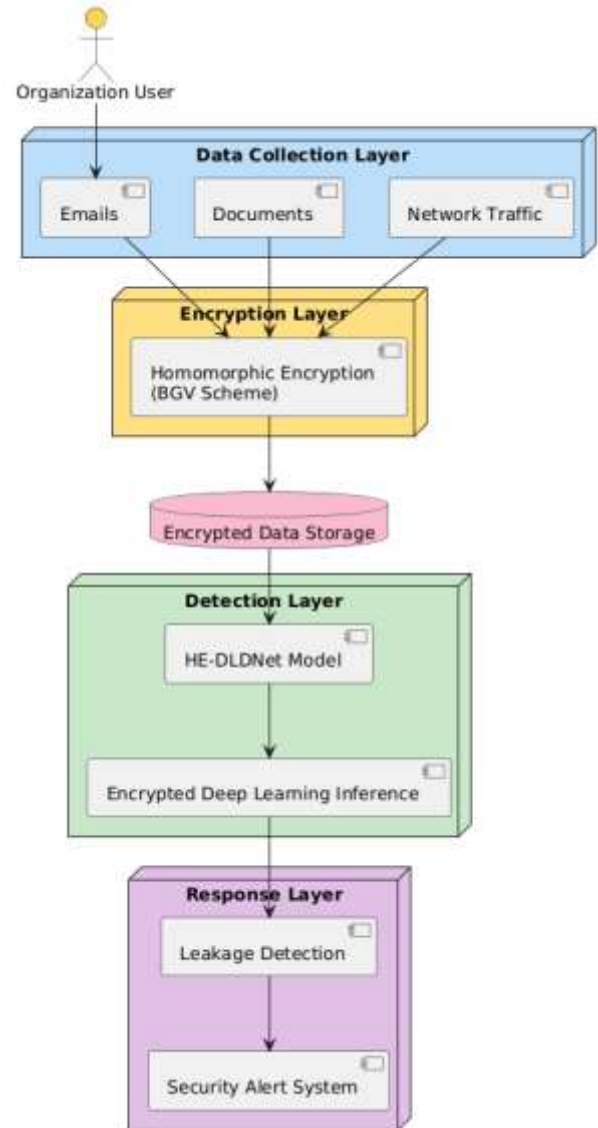 Organization User
Data Collection Layer
Emails
Documents
Network Traffic
Encryption Layer
Homomorphic Encryption
(BGV Scheme)
Encrypted Data Storage
Detection Layer
HE-DLDNet Model
Encrypted Deep Learning Inference
Response Layer
Leakage Detection
Security Alert System